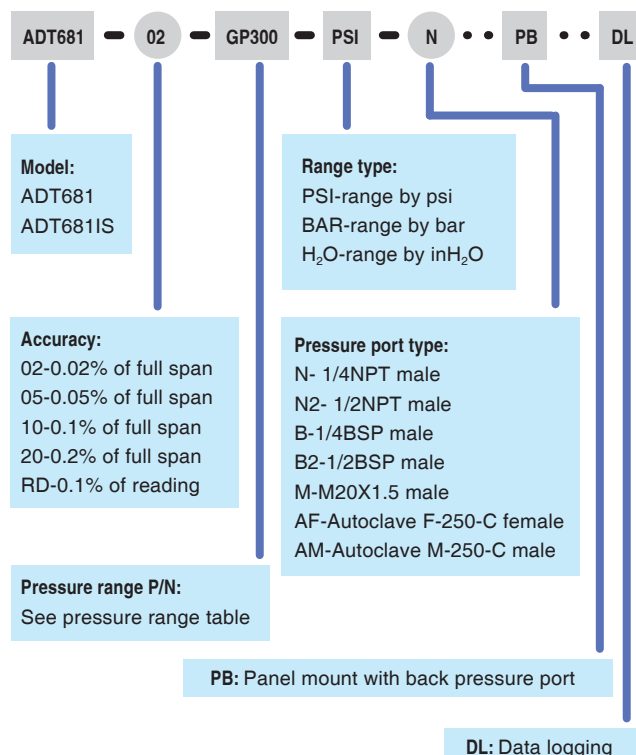 ADT681 – 02 – GP300 – PSI – N · · PB · · DL
Model:
ADT681
ADT681IS
Range type:
PSI-range by psi
BAR-range by bar
H₂O-range by inH₂O
Accuracy:
02-0.02% of full span
05-0.05% of full span
10-0.1% of full span
20-0.2% of full span
RD-0.1% of reading
Pressure port type:
N- 1/4NPT male
N2- 1/2NPT male
B-1/4BSP male
B2-1/2BSP male
M-M20X1.5 male
AF-Autoclave F-250-C female
AM-Autoclave M-250-C male
Pressure range P/N:
See pressure range table
PB: Panel mount with back pressure port
DL: Data logging